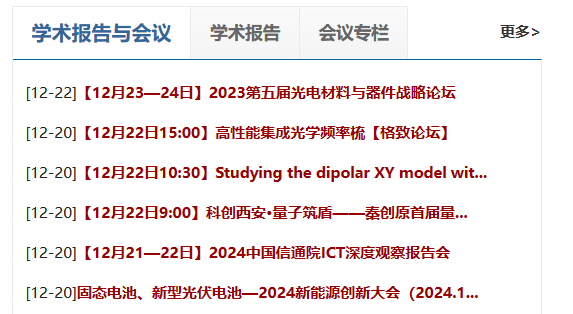 学术报告与会议 学术报告 会议专栏 更多>
[12-22]【12月23—24日】2023第五届光电材料与器件战略论坛
[12-20]【12月22日15:00】高性能集成光学频率梳【格致论坛】
[12-20]【12月22日10:30】Studying the dipolar XY model wit...
[12-20]【12月22日9:00】科创西安·量子筑盾——秦创原首届量...
[12-20]【12月21—22日】2024中国信通院ICT深度观察报告会
[12-20]固态电池、新型光伏电池—2024新能源创新大会（2024.1...